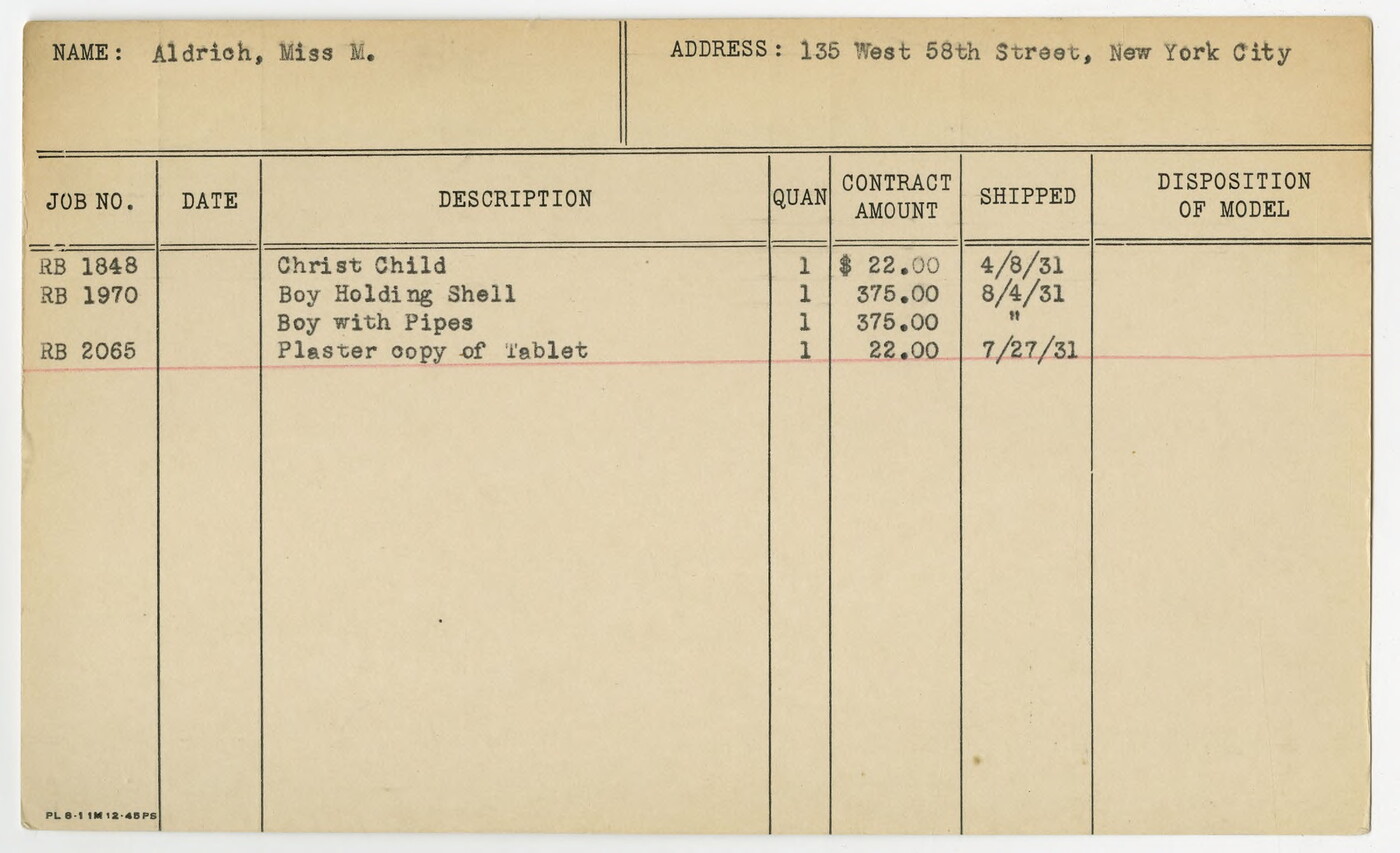 NAME: Aldrich, Miss M.
ADDRESS: 135 West 58th Street, New York City
JOB NO. DATE DESCRIPTION QUAN CONTRACT AMOUNT SHIPPED DISPOSITION OF MODEL
RB 1848 Christ Child 1 $ 22.00 4/8/31
RB 1970 Boy Holding Shell 1 375.00 8/4/31
Boy with Pipes 1 375.00 "
RB 2065 Plaster copy of Tablet 1 22.00 7/27/31
PL 6-1 1M 12-45 PS